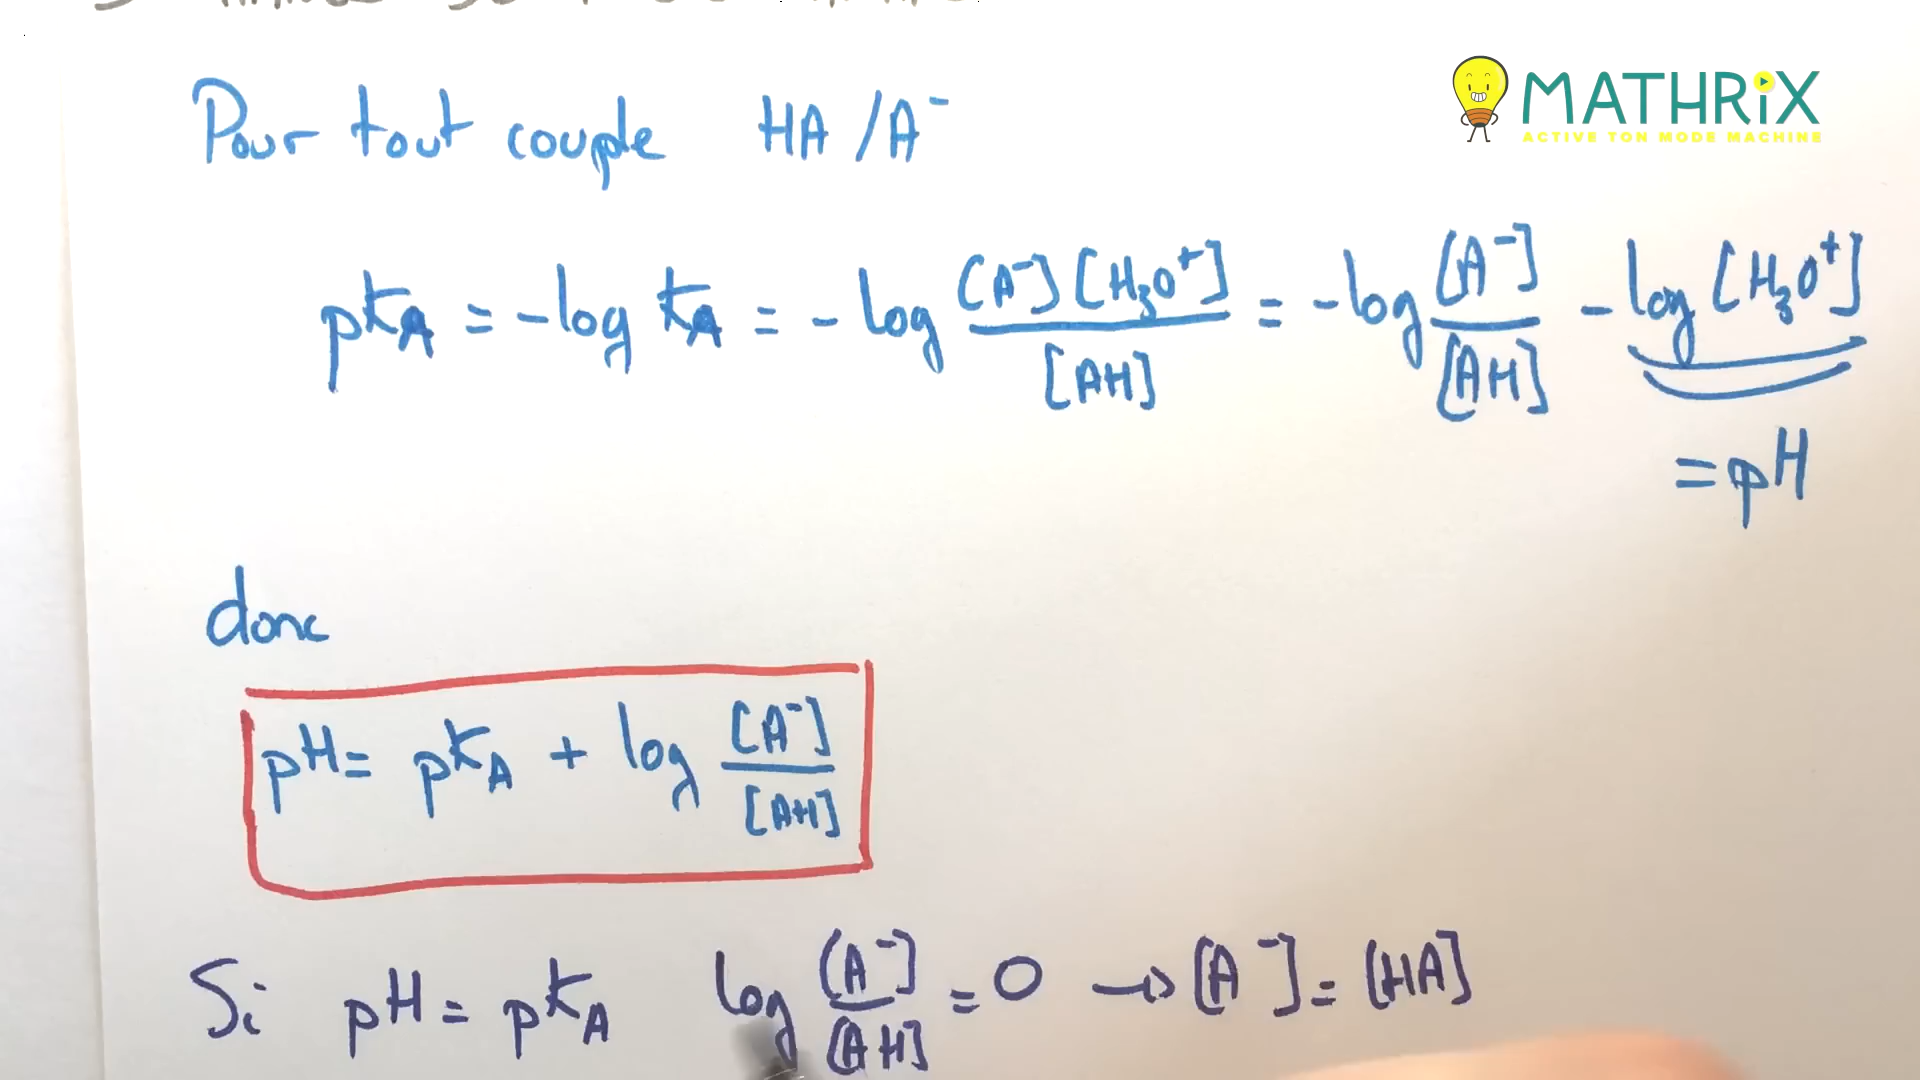 MATHRiX
ACTIVE TON MODE MACHINE
Pour tout couple HA/A⁻
pKA = -log KA = -log [A⁻][H₃O⁺] / [AH] = -log [A⁻] / [AH] - log [H₃O⁺]
= pH
donc
pH = pKA + log [A⁻] / [AH]
Si pH = pKA log [A⁻] / [AH] = 0 → [A⁻] = [HA]